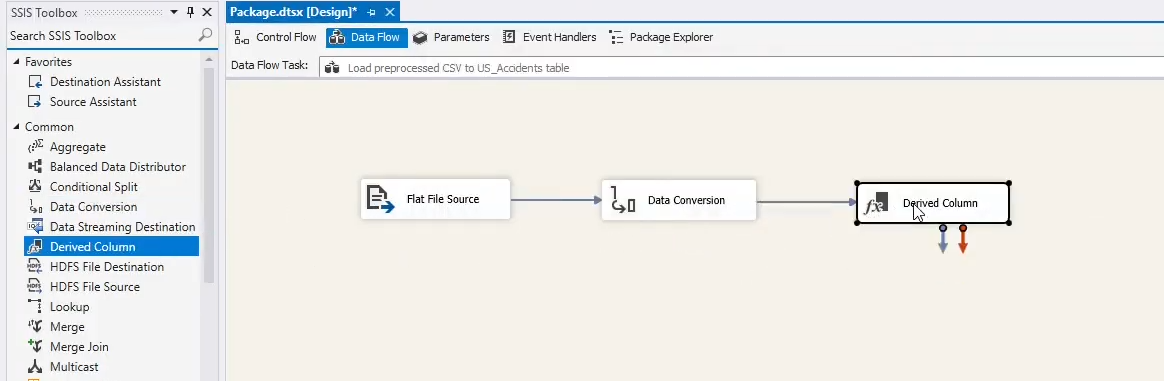 SSIS Toolbox
Search SSIS Toolbox
Favorites
Destination Assistant
Source Assistant
Common
Aggregate
Balanced Data Distributor
Conditional Split
Data Conversion
Data Streaming Destination
Derived Column
HDFS File Destination
HDFS File Source
Lookup
Merge
Merge Join
Multicast
Package.dtsx [Design]*
Control Flow Data Flow Parameters Event Handlers Package Explorer
Data Flow Task: Load preprocessed CSV to US_Accidents table
Flat File Source Data Conversion Derived Column